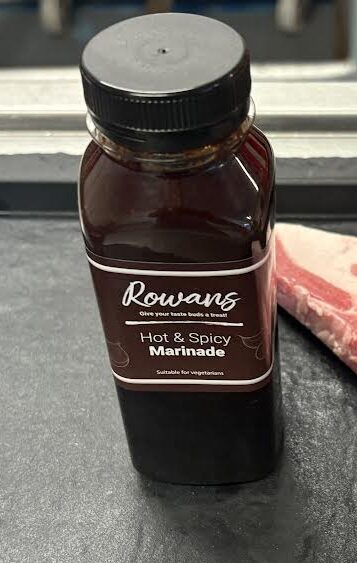 Rowans
Give your taste buds a treat!
Hot & Spicy
Marinade
Suitable for vegetarians